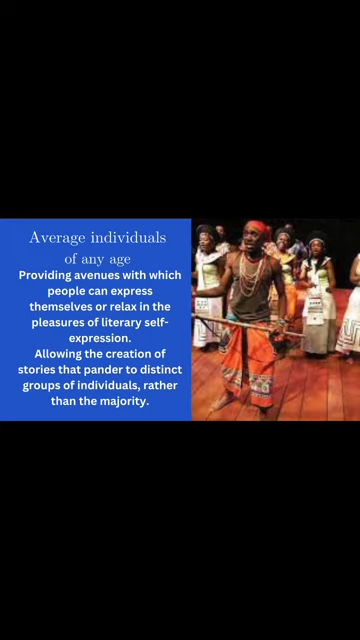 Average individuals
of any age
Providing avenues with which
people can express
themselves or relax in the
pleasures of literary self-
expression.
Allowing the creation of
stories that pander to distinct
groups of individuals, rather
than the majority.